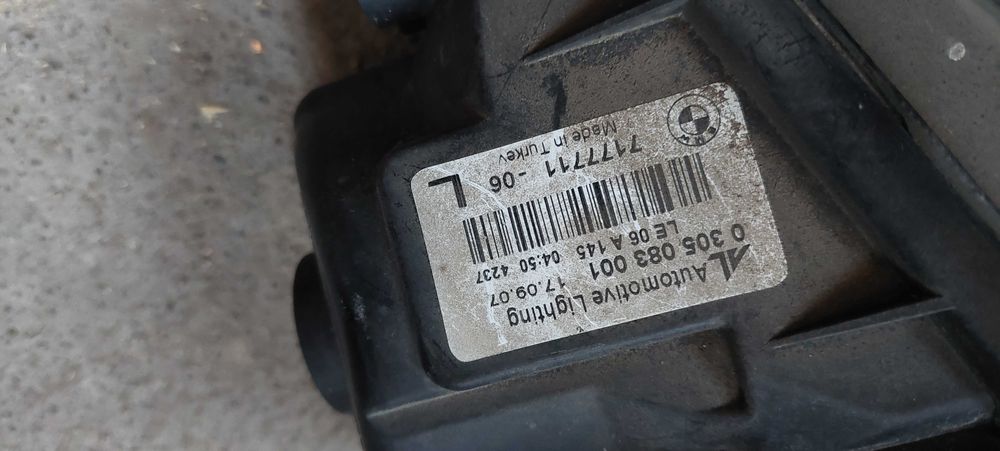 AL Automotive Lighting
0 305 083 001 17.09.07
LE 06 A 145 04:50 4237
7177711 -06 L
Made in Turkey
BMW